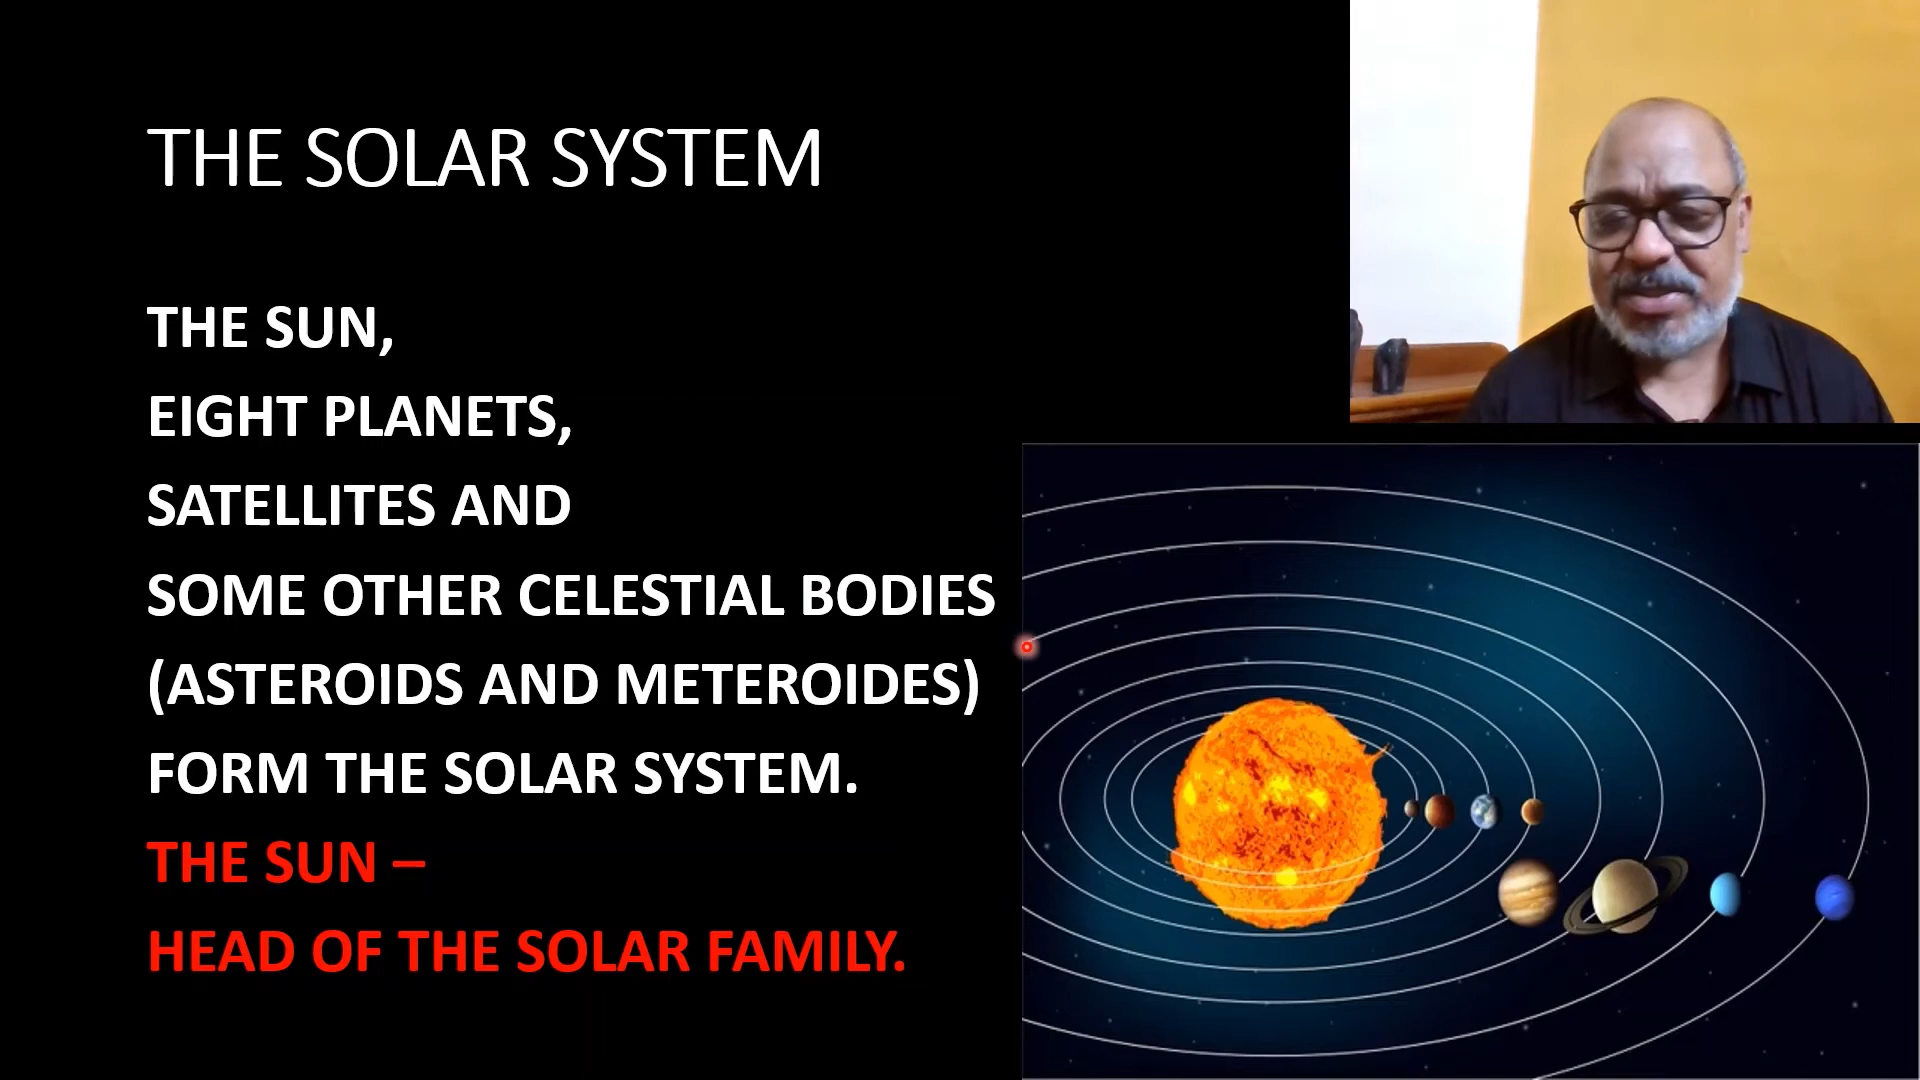 THE SOLAR SYSTEM
THE SUN,
EIGHT PLANETS,
SATELLITES AND
SOME OTHER CELESTIAL BODIES
(ASTEROIDS AND METEROIDES)
FORM THE SOLAR SYSTEM.
THE SUN –
HEAD OF THE SOLAR FAMILY.